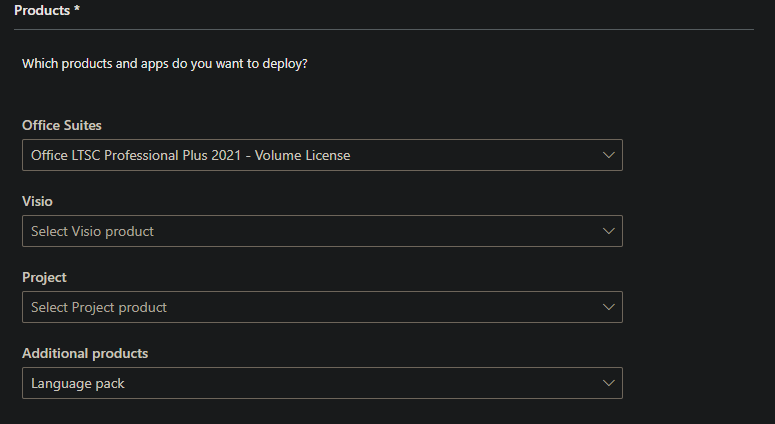 Products *
Which products and apps do you want to deploy?
Office Suites
Office LTSC Professional Plus 2021 - Volume License
Visio
Select Visio product
Project
Select Project product
Additional products
Language pack